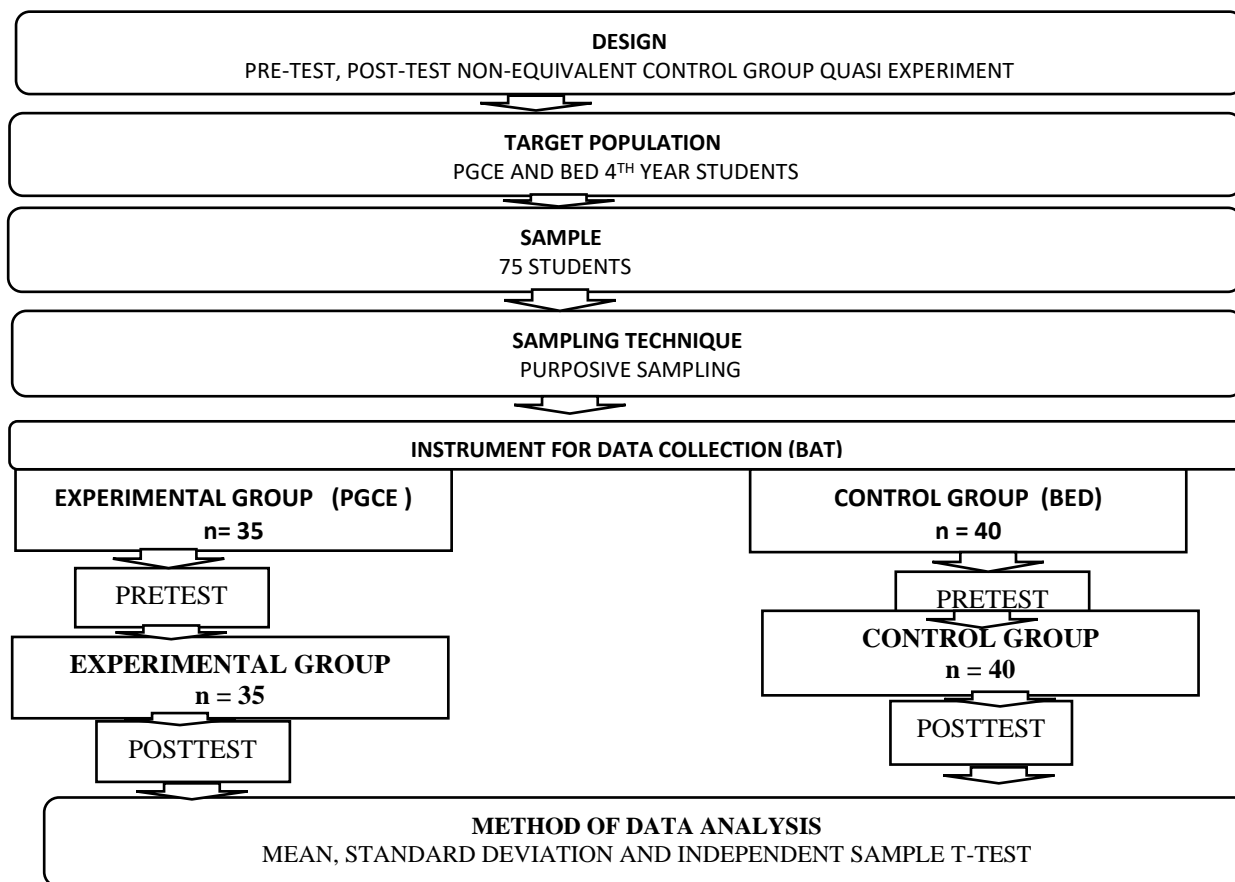 DESIGN
PRE-TEST, POST-TEST NON-EQUIVALENT CONTROL GROUP QUASI EXPERIMENT
TARGET POPULATION
PGCE AND BED 4TH YEAR STUDENTS
SAMPLE
75 STUDENTS
SAMPLING TECHNIQUE
PURPOSIVE SAMPLING
INSTRUMENT FOR DATA COLLECTION (BAT)
EXPERIMENTAL GROUP (PGCE )
n= 35
CONTROL GROUP (BED)
n = 40
PRETEST
PRETEST
EXPERIMENTAL GROUP
n = 35
CONTROL GROUP
n = 40
POSTTEST
POSTTEST
METHOD OF DATA ANALYSIS
MEAN, STANDARD DEVIATION AND INDEPENDENT SAMPLE T-TEST